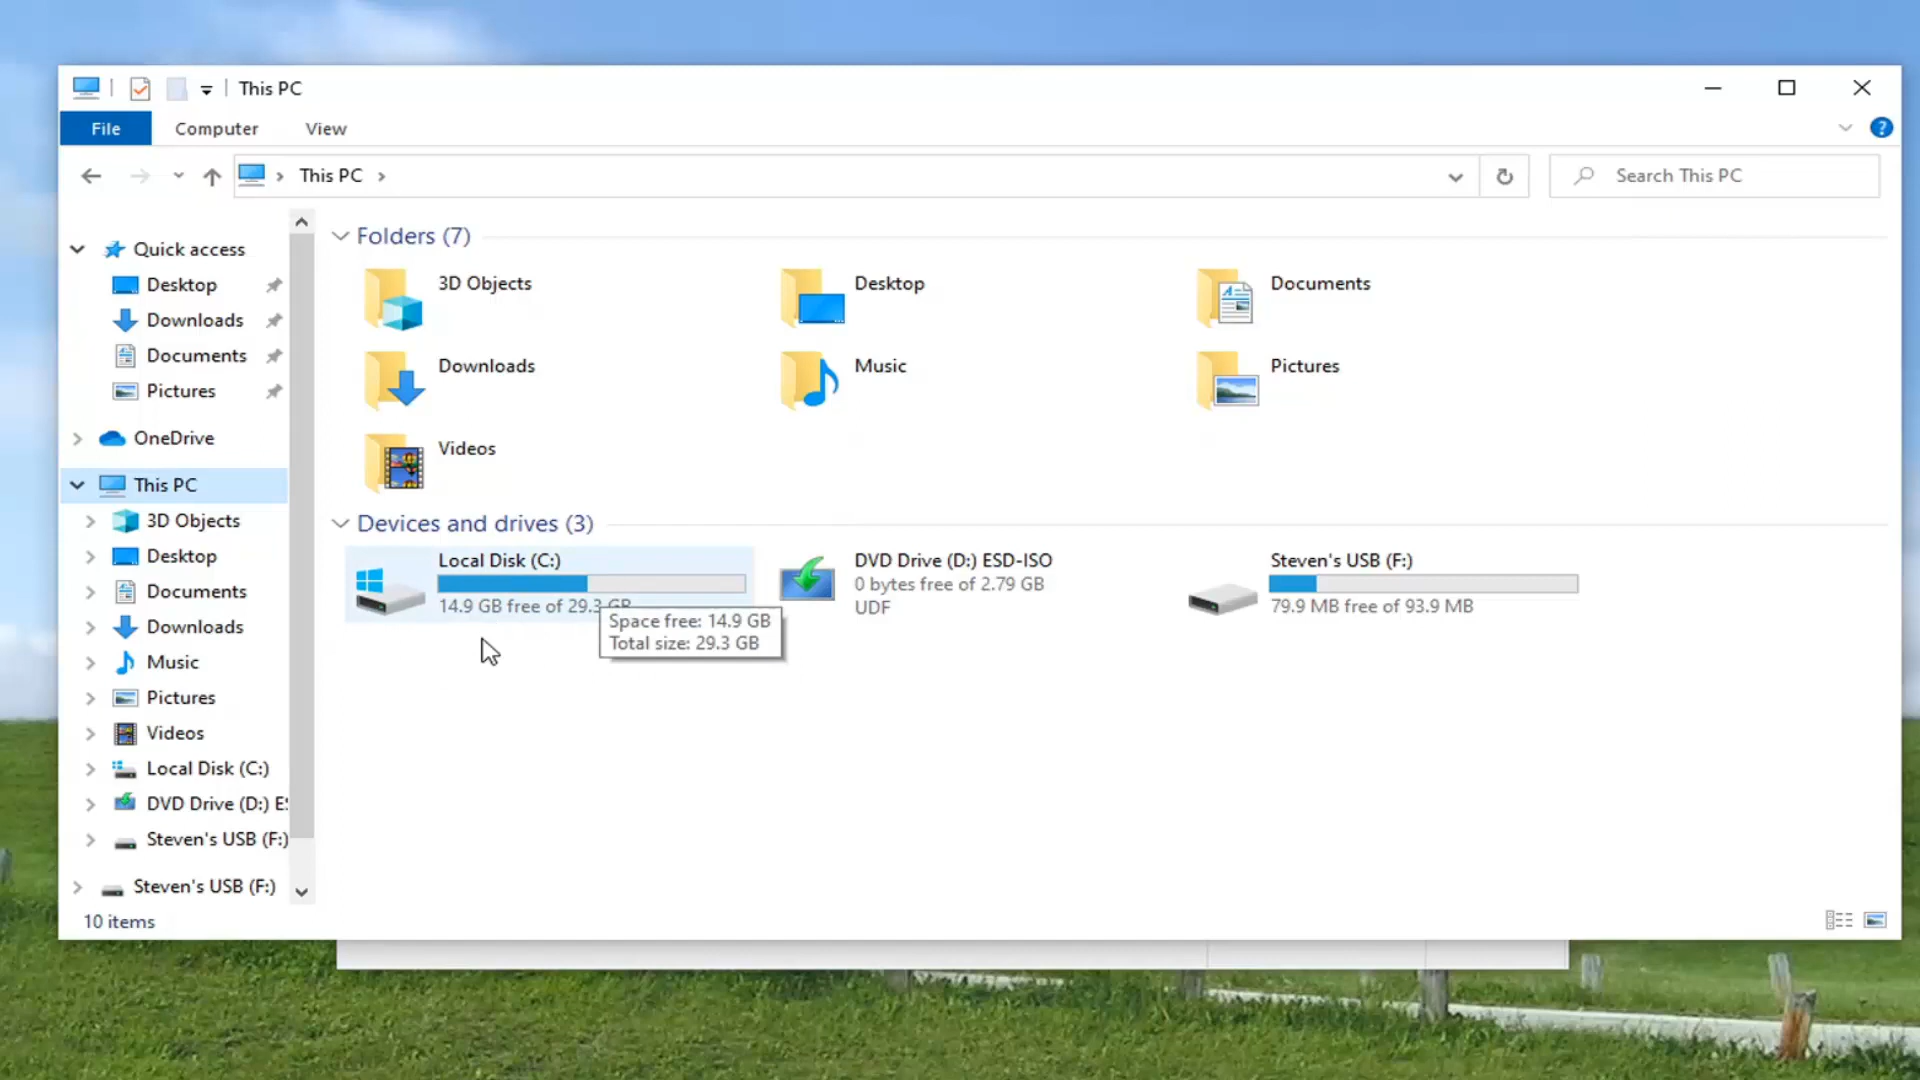 This PC
File
Computer
View
This PC
Search This PC
Quick access
Desktop
Downloads
Documents
Pictures
OneDrive
This PC
3D Objects
Desktop
Documents
Downloads
Music
Pictures
Videos
Local Disk (C:)
DVD Drive (D:) ES
Steven's USB (F:)
Steven's USB (F:)
10 items
Folders (7)
3D Objects
Desktop
Documents
Downloads
Music
Pictures
Videos
Devices and drives (3)
Local Disk (C:)
14.9 GB free of 29.3 GB
Space free: 14.9 GB
Total size: 29.3 GB
DVD Drive (D:) ESD-ISO
0 bytes free of 2.79 GB
UDF
Steven's USB (F:)
79.9 MB free of 93.9 MB